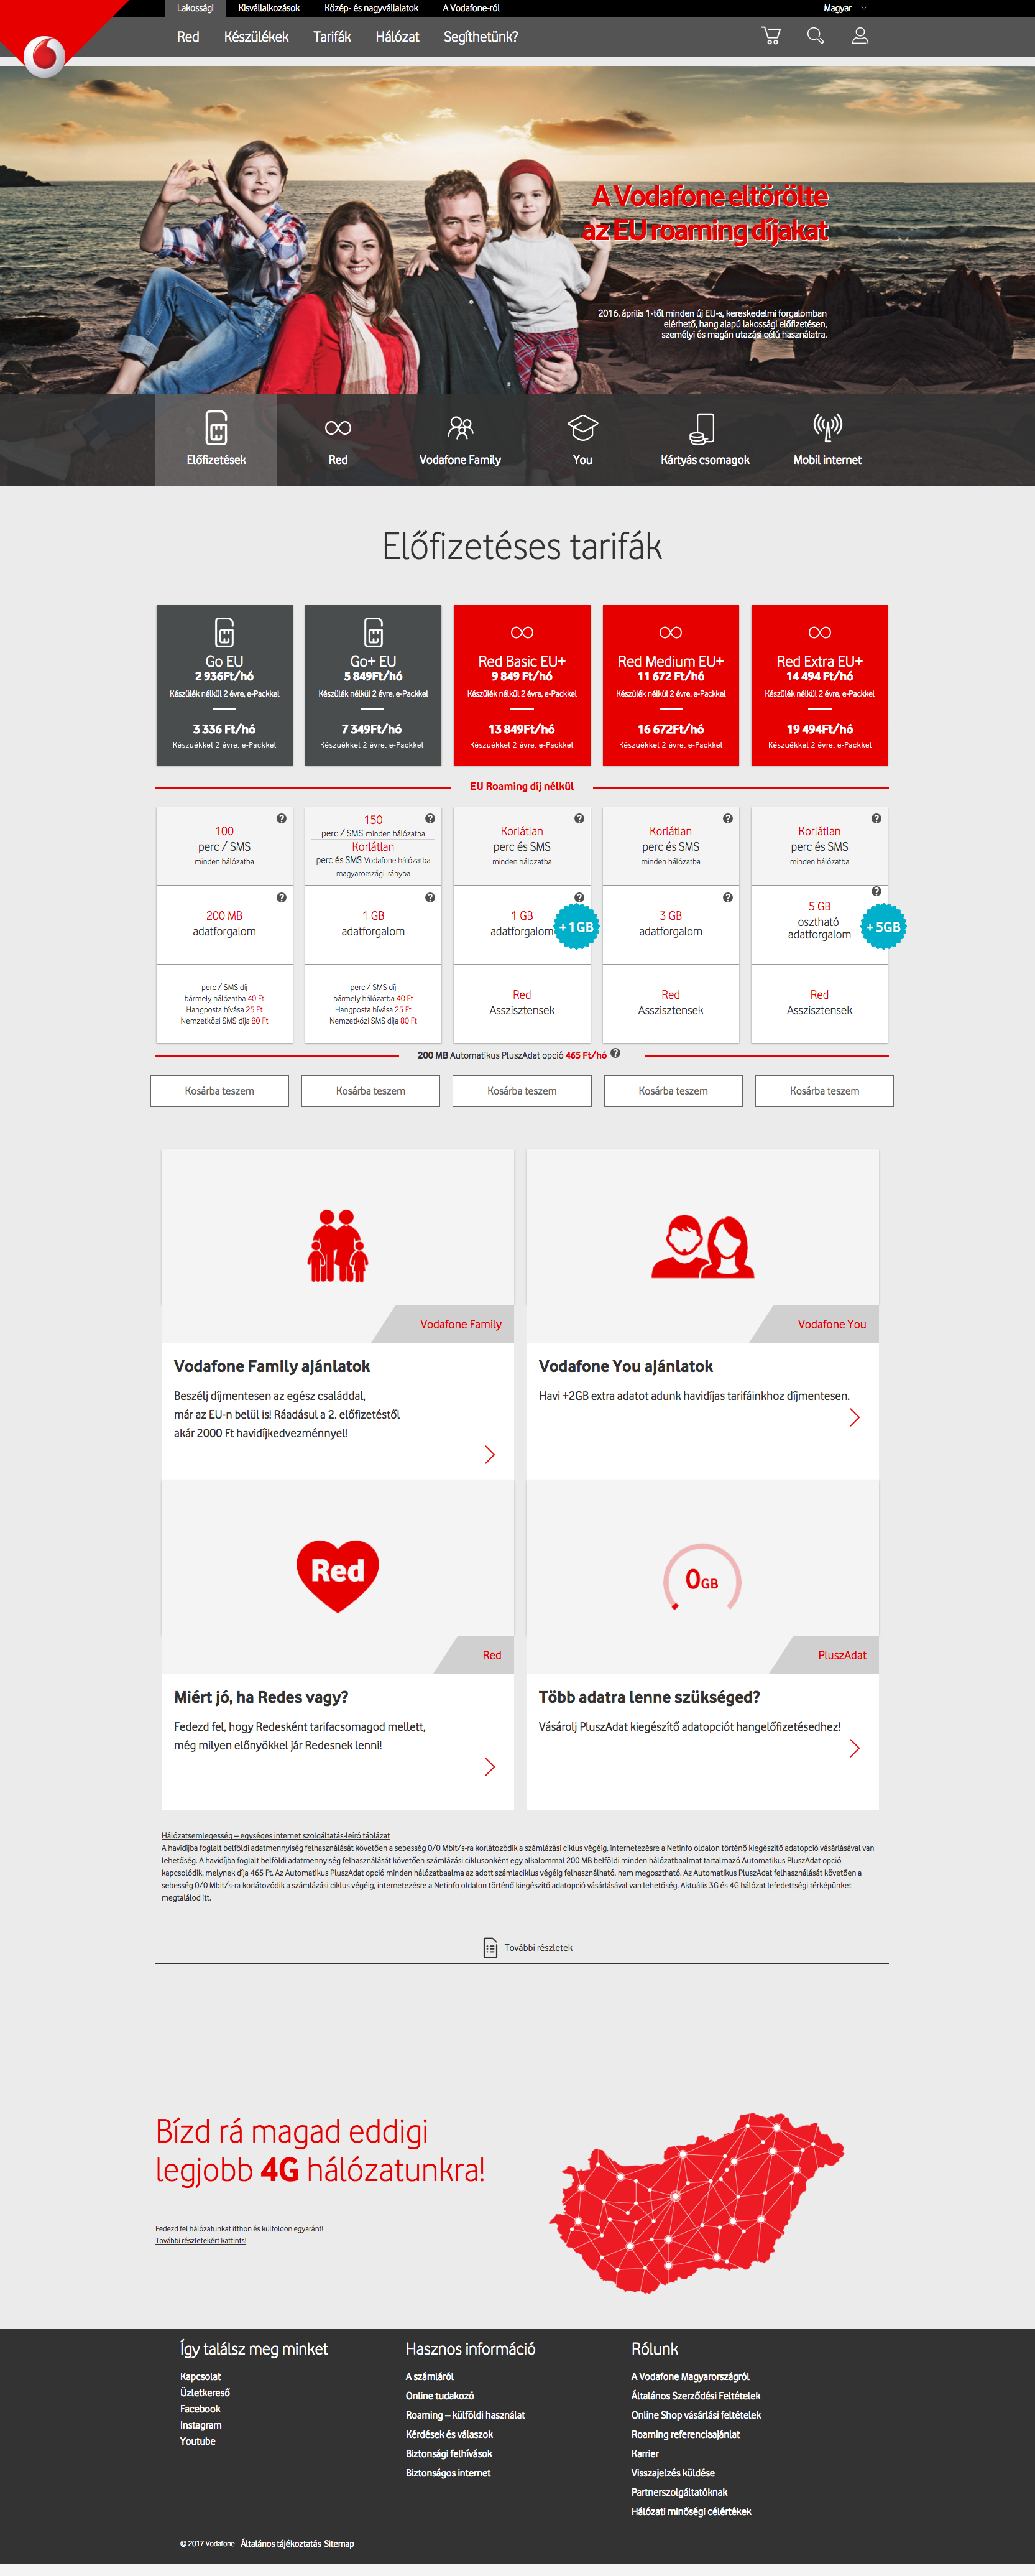 Lakossági Kisvállalkozások Közép- és nagyvállalatok A Vodafone-ról Magyar
Red Készülékek Tarifák Hálózat Segíthetünk?
A Vodafone eltörölte
az EU roaming díjakat
2016. április 1-től minden új EU-s, kereskedelmi forgalomban
elérhető, hang alapú lakossági előfizetésen,
személyi és magán utazási célú használatra.
Előfizetések Red Vodafone Family You Kártyás csomagok Mobil internet
Előfizetéses tarifák
Go EU Go+ EU Red Basic EU+ Red Medium EU+ Red Extra EU+
2 936Ft/hó 5 849Ft/hó 9 849 Ft/hó 11 672 Ft/hó 14 494 Ft/hó
Készülék nélkül 2 évre, e-Packkel Készülék nélkül 2 évre, e-Packkel Készülék nélkül 2 évre, e-Packkel Készülék nélkül 2 évre, e-Packkel Készülék nélkül 2 évre, e-Packkel
3 336 Ft/hó 7 349Ft/hó 13 849Ft/hó 16 672Ft/hó 19 494Ft/hó
Készüékkel 2 évre, e-Packkel Készüékkel 2 évre, e-Packkel Készüékkel 2 évre, e-Packkel Készüékkel 2 évre, e-Packkel Készüékkel 2 évre, e-Packkel
EU Roaming díj nélkül
100
perc / SMS
minden hálózatba
150
perc / SMS minden hálózatba
Korlátlan
perc és SMS Vodafone hálózatba
magyarországi irányba
Korlátlan
perc és SMS
minden hálózatba
Korlátlan
perc és SMS
minden hálózatba
Korlátlan
perc és SMS
minden hálózatba
200 MB
adatforgalom
1 GB
adatforgalom
1 GB
adatforgalom
+1GB
3 GB
adatforgalom
5 GB
osztható
adatforgalom
+5GB
perc / SMS díj
bármely hálózatba 40 Ft
Hangposta hívása 25 Ft
Nemzetközi SMS díja 80 Ft
perc / SMS díj
bármely hálózatba 40 Ft
Hangposta hívása 25 Ft
Nemzetközi SMS díja 80 Ft
Red
Asszisztensek
Red
Asszisztensek
Red
Asszisztensek
200 MB Automatikus PluszAdat opció 465 Ft/hó ?
Kosárba teszem Kosárba teszem Kosárba teszem Kosárba teszem Kosárba teszem
Vodafone Family
Vodafone Family ajánlatok
Beszélj díjmentesen az egész családdal,
már az EU-n belül is! Ráadásul a 2. előfizetéstől
akár 2000 Ft havidíjkedvezménnyel!
Vodafone You
Vodafone You ajánlatok
Havi +2GB extra adatot adunk havidíjas tarifáinkhoz díjmentesen.
Red
Red
Miért jó, ha Redes vagy?
Fedezd fel, hogy Redesként tarifacsomagod mellett,
még milyen előnyökkel jár Redesnek lenni!
0GB
PluszAdat
Több adatra lenne szükséged?
Vásárolj PluszAdat kiegészítő adatopciót hangelőfizetésedhez!
Hálózatsemlegesség – egységes internet szolgáltatás-leíró táblázat
A havidíjba foglalt belföldi adatmennyiség felhasználását követően a sebesség 0/0 Mbit/s-ra korlátozódik a számlázási ciklus végéig, internetezésre a Netinfo oldalon történő kiegészítő adatopció vásárlásával van
lehetőség. A havidíjba foglalt belföldi adatmennyiség felhasználását követően számlázási ciklusonként egy alkalommal 200 MB belföldi minden hálózatbaalmat tartalmazó Automatikus PluszAdat opció
kapcsolódik, melynek díja 465 Ft. Az Automatikus PluszAdat opció minden hálózatbaalma az adott számlaciklus végéig felhasználható, nem megosztható. Az Automatikus PluszAdat felhasználását követően a
sebesség 0/0 Mbit/s-ra korlátozódik a számlázási ciklus végéig, internetezésre a Netinfo oldalon történő kiegészítő adatopció vásárlásával van lehetőség. Aktuális 3G és 4G hálózat lefedettségi térképünket
megtalálod itt.
További részletek
Bízd rá magad eddigi
legjobb 4G hálózatunkra!
Fedezd fel hálózatunkat itthon és külföldön egyaránt!
További részletekért kattints!
Így találsz meg minket
Kapcsolat
Üzletkereső
Facebook
Instagram
Youtube
Hasznos információ
A számláról
Online tudakozó
Roaming – külföldi használat
Kérdések és válaszok
Biztonsági felhívások
Biztonságos internet
Rólunk
A Vodafone Magyarországról
Általános Szerződési Feltételek
Online Shop vásárlási feltételek
Roaming referenciaajánlat
Karrier
Visszajelzés küldése
Partnerszolgáltatóknak
Hálózati minőségi célértékek
© 2017 Vodafone Általános tájékoztatás Sitemap